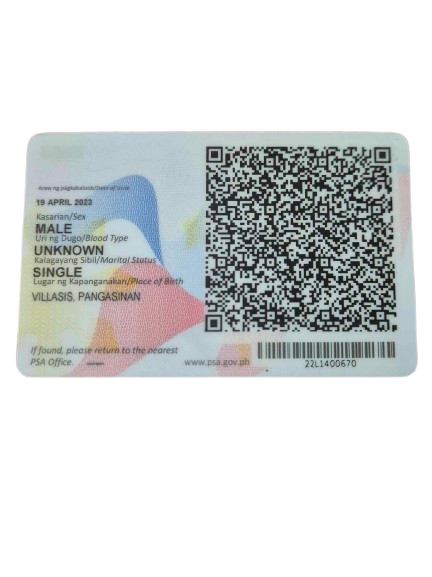 Araw ng pagkakaloob/Date of issue
19 APRIL 2023
Kasarian/Sex
MALE
Uri ng Dugo/Blood Type
UNKNOWN
Kalagayang Sibil/Marital Status
SINGLE
Lugar ng Kapanganakan/Place of Birth
VILLASIS, PANGASINAN
If found, please return to the nearest
PSA Office.
www.psa.gov.ph
22L1400670